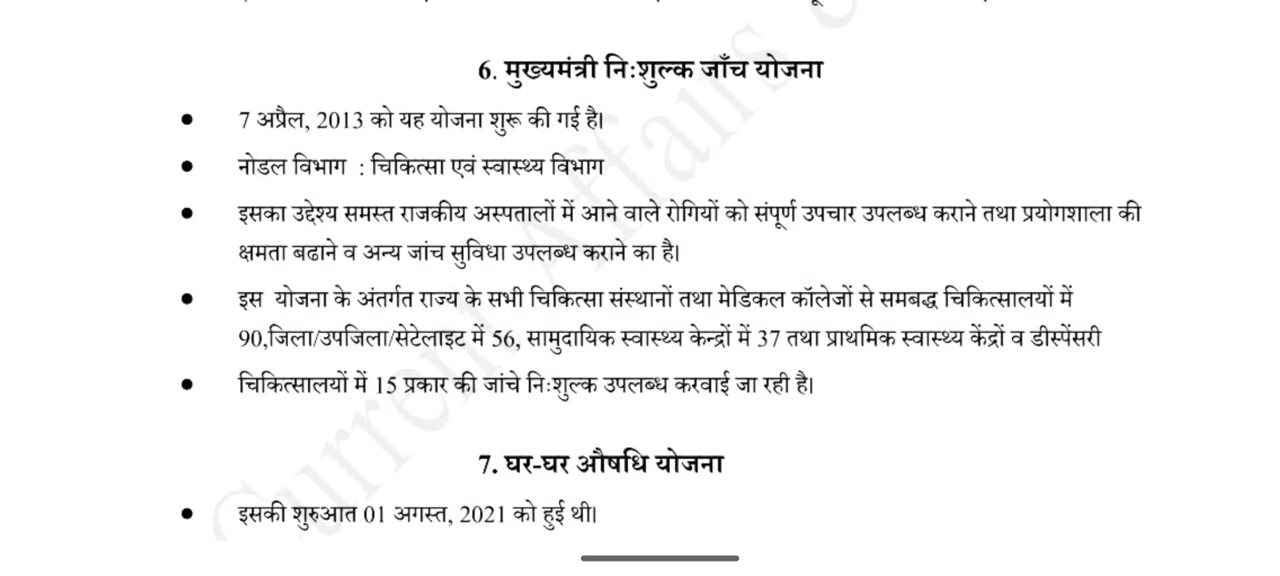 6. मुख्यमंत्री निःशुल्क जाँच योजना
● 7 अप्रैल, 2013 को यह योजना शुरू की गई है।
● नोडल विभाग : चिकित्सा एवं स्वास्थ्य विभाग
● इसका उद्देश्य समस्त राजकीय अस्पतालों में आने वाले रोगियों को संपूर्ण उपचार उपलब्ध कराने तथा प्रयोगशाला की
क्षमता बढाने व अन्य जांच सुविधा उपलब्ध कराने का है।
● इस योजना के अंतर्गत राज्य के सभी चिकित्सा संस्थानों तथा मेडिकल कॉलेजों से समबद्ध चिकित्सालयों में
90,जिला/उपजिला/सेटेलाइट में 56, सामुदायिक स्वास्थ्य केन्द्रों में 37 तथा प्राथमिक स्वास्थ्य केंद्रों व डीस्पेंसरी
● चिकित्सालयों में 15 प्रकार की जांचे निःशुल्क उपलब्ध करवाई जा रही है।
7. घर-घर औषधि योजना
● इसकी शुरुआत 01 अगस्त, 2021 को हुई थी।
Current Affairs